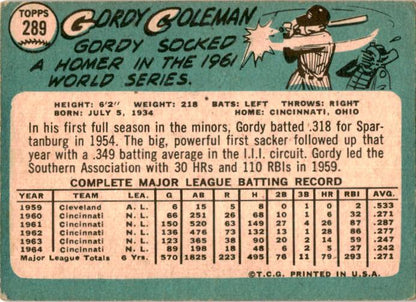 TOPPS
289
GORDY COLEMAN
GORDY SOCKED
A HOMER IN THE 1961
WORLD SERIES.
HEIGHT: 6'2" WEIGHT: 218 BATS: LEFT THROWS: RIGHT
BORN: JULY 5, 1934 HOME: CINCINNATI, OHIO
In his first full season in the minors, Gordy batted .318 for Spar-
tanburg in 1954. The big, powerful first sacker followed up that
year with a .349 batting average in the I.I.I. circuit. Gordy led the
Southern Association with 30 HRs and 110 RBIs in 1959.
COMPLETE MAJOR LEAGUE BATTING RECORD
YEAR TEAM LEA. G AB R H 2B 3B HR RBI AVG.
1959 Cleveland A. L. 6 15 5 8 0 1 0 2 .533
1960 Cincinnati N. L. 66 251 26 68 10 1 6 32 .271
1961 Cincinnati N. L. 150 520 63 149 27 4 26 87 .287
1962 Cincinnati N. L. 136 476 73 132 13 1 28 86 .277
1963 Cincinnati N. L. 123 365 38 90 20 2 14 59 .247
1964 Cincinnati N. L. 89 198 18 48 6 2 5 27 .242
Major League Totals 6 Yrs. 570 1825 223 495 76 11 79 293 .271
© T.C.G. PRINTED IN U.S.A.